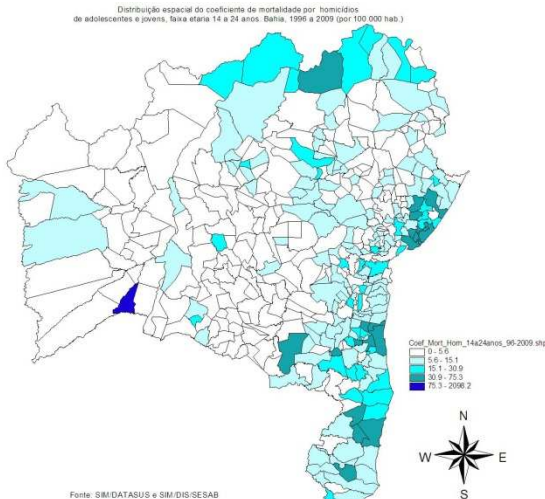 Distribuição espacial do coeficiente de mortalidade por homicídios
de adolescentes e jovens, faixa etaria 14 a 24 anos. Bahia, 1996 a 2009 (por 100.000 hab.)
Coef_Mort_Hom_14a24anos_96-2009.shp
0 - 5.6
5.6 - 15.1
15.1 - 30.9
30.9 - 75.3
75.3 - 2098.2
N
W
E
S
Fonte: SIM/DATASUS e SIM/DIS/SESAB